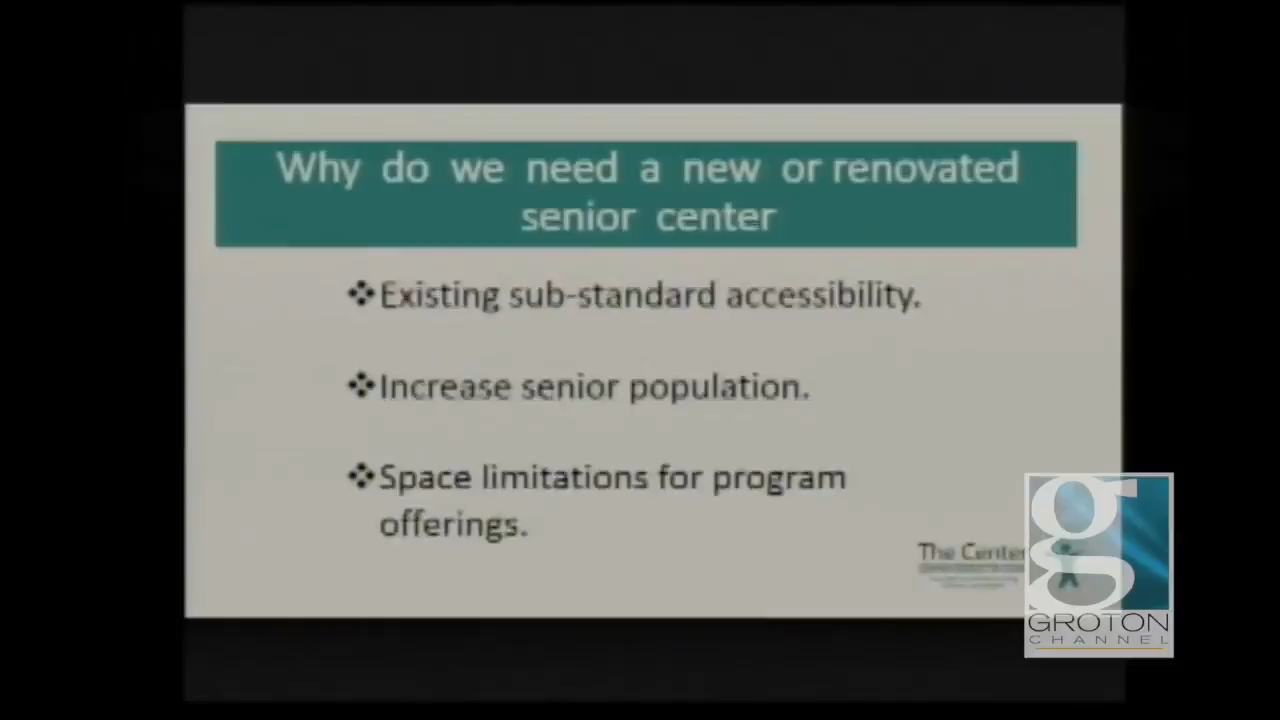 Why do we need a new or renovated
senior center
❖Existing sub-standard accessibility.
❖Increase senior population.
❖Space limitations for program
offerings.
The Center
g
GROTON
CHANNEL